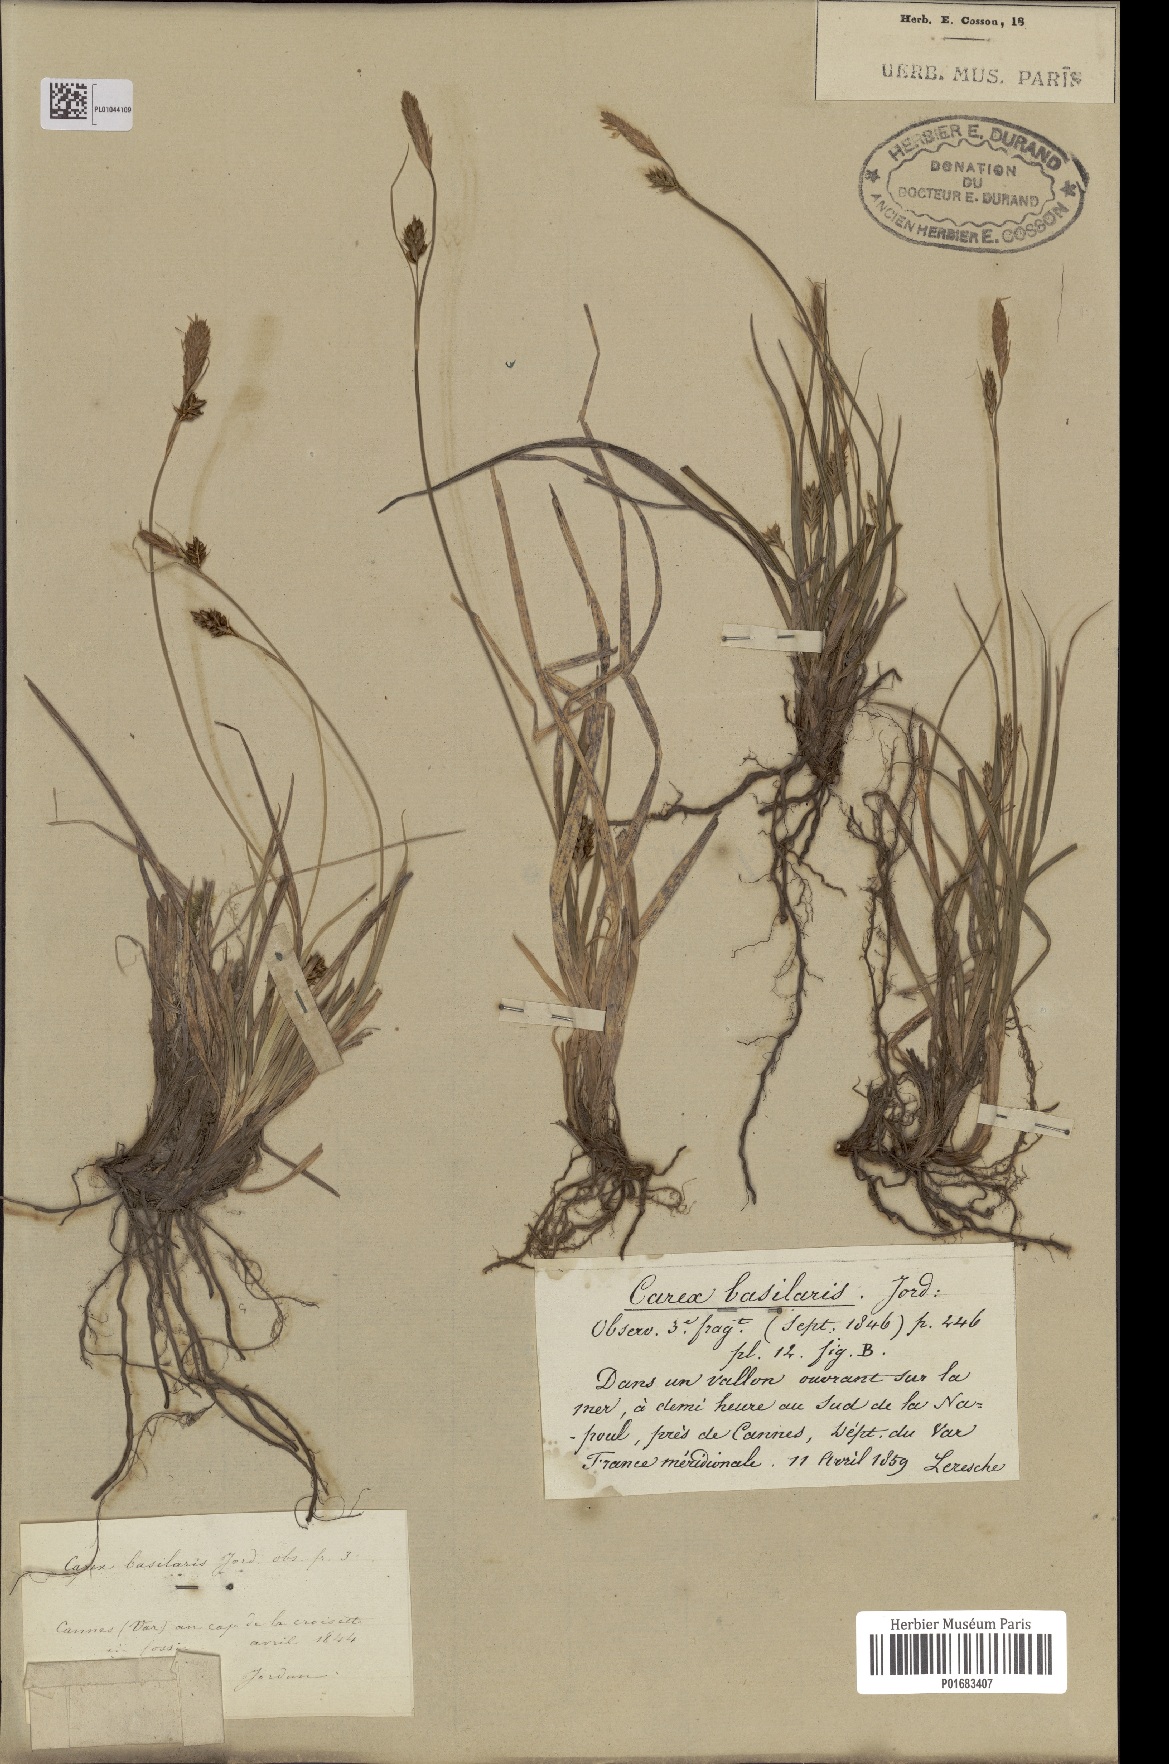 Herb. E. Cosson, 18
HERB. MUS. PARIS
PL01044109
HERBIER E. DURAND
DONATION
DU
DOCTEUR E. DURAND
ANCIEN HERBIER E. COSSON
Carex basilaris. Jord:
Observ. 3e. fragt. (Sept. 1846) p. 246
pl. 12. fig. B.
Dans un vallon ouvrant sur la
mer, à demi heure au Sud de la Na=
-poul, près de Cannes, Dépt. du Var
France méridionale. 11 Avril 1859 Leresche
Carex basilaris Jord. obs. fr. 3
Cannes (Var) au cap de la croisette
avril 1844
Jordan
Herbier Muséum Paris
P01683407